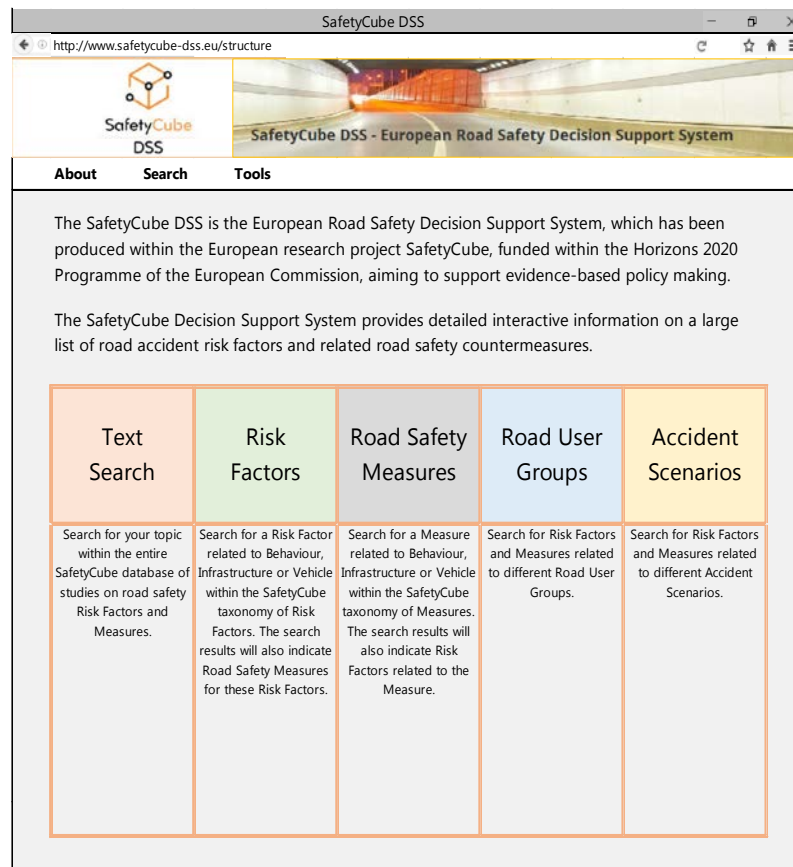 SafetyCube DSS
http://www.safetycube-dss.eu/structure
SafetyCube
DSS
SafetyCube DSS - European Road Safety Decision Support System
About Search Tools
The SafetyCube DSS is the European Road Safety Decision Support System, which has been
produced within the European research project SafetyCube, funded within the Horizons 2020
Programme of the European Commission, aiming to support evidence-based policy making.
The SafetyCube Decision Support System provides detailed interactive information on a large
list of road accident risk factors and related road safety countermeasures.
Text
Search
Risk
Factors
Road Safety
Measures
Road User
Groups
Accident
Scenarios
Search for your topic
within the entire
SafetyCube database of
studies on road safety
Risk Factors and
Measures.
Search for a Risk Factor
related to Behaviour,
Infrastructure or Vehicle
within the SafetyCube
taxonomy of Risk
Factors. The search
results will also indicate
Road Safety Measures
for these Risk Factors.
Search for a Measure
related to Behaviour,
Infrastructure or Vehicle
within the SafetyCube
taxonomy of Measures.
The search results will
also indicate Risk
Factors related to the
Measure.
Search for Risk Factors
and Measures related
to different Road User
Groups.
Search for Risk Factors
and Measures related
to different Accident
Scenarios.